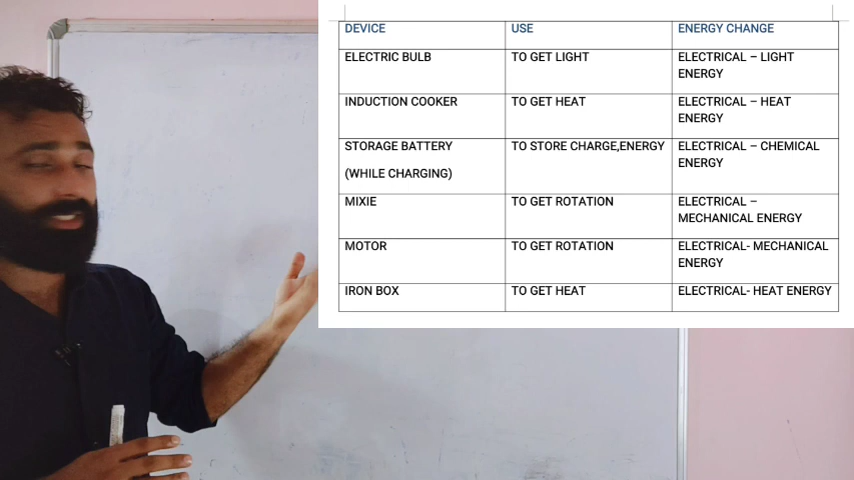 DEVICE USE ENERGY CHANGE
ELECTRIC BULB TO GET LIGHT ELECTRICAL – LIGHT
ENERGY
INDUCTION COOKER TO GET HEAT ELECTRICAL – HEAT
ENERGY
STORAGE BATTERY TO STORE CHARGE,ENERGY ELECTRICAL – CHEMICAL
ENERGY
(WHILE CHARGING)
MIXIE TO GET ROTATION ELECTRICAL –
MECHANICAL ENERGY
MOTOR TO GET ROTATION ELECTRICAL- MECHANICAL
ENERGY
IRON BOX TO GET HEAT ELECTRICAL- HEAT ENERGY